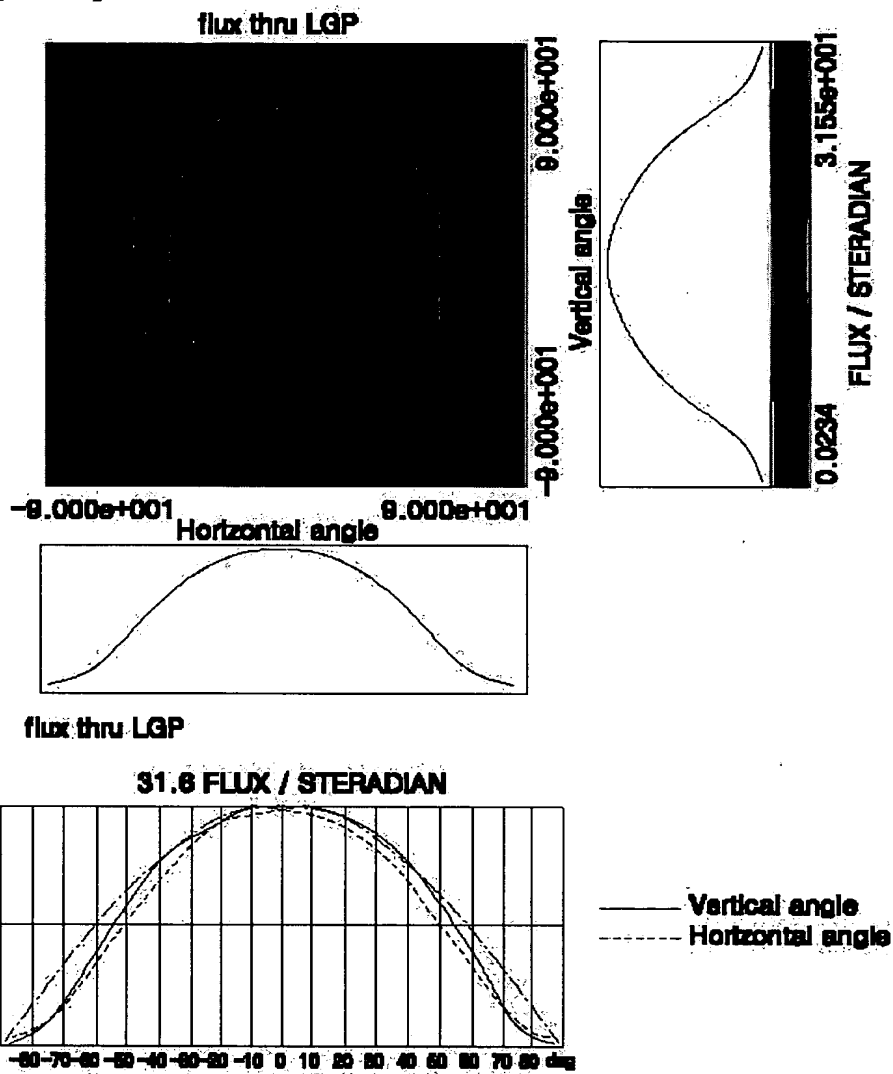 flux thru LGP
9.000e+001
-9.000e+001
Vertical angle
3.155e+001
FLUX / STERADIAN
0.0234
-9.000e+001 9.000e+001
Horizontal angle
flux thru LGP
31.6 FLUX / STERADIAN
Vertical angle
Horizontal angle
-80 -70 -60 -50 -40 -30 -20 -10 0 10 20 30 40 50 60 70 80 deg